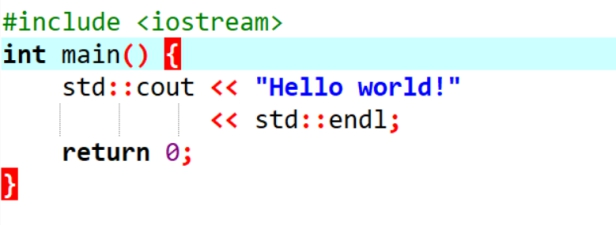 #include <iostream>
int main() {
    std::cout << "Hello world!"
              << std::endl;
    return 0;
}